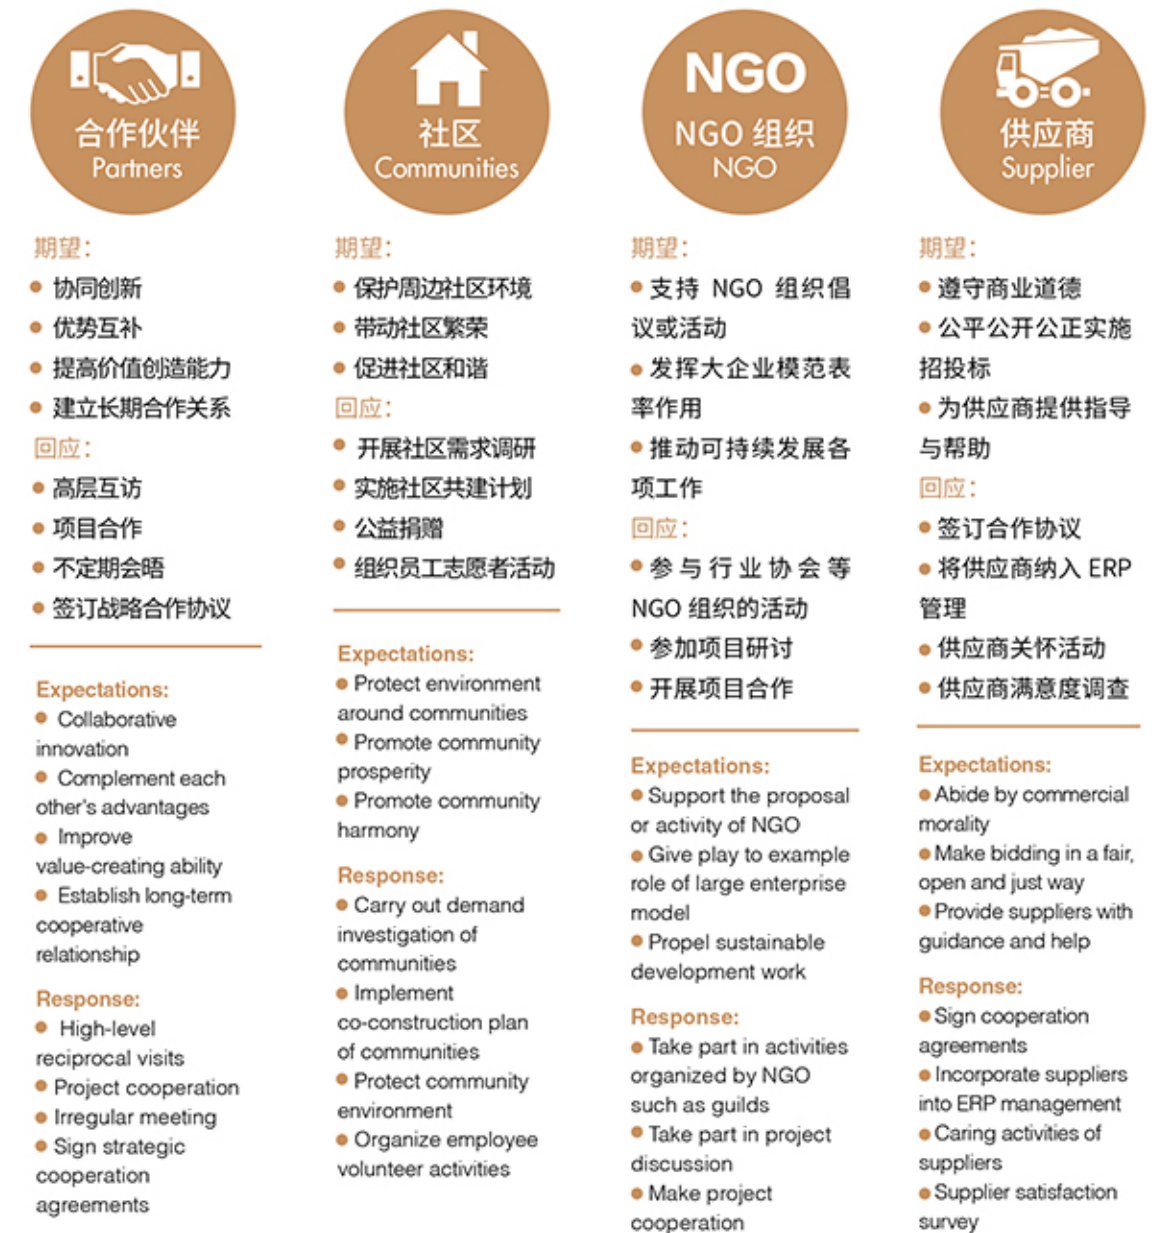 合作伙伴
Partners
期望：
● 协同创新
● 优势互补
● 提高价值创造能力
● 建立长期合作关系
回应：
● 高层互访
● 项目合作
● 不定期会晤
● 签订战略合作协议
Expectations:
● Collaborative
innovation
● Complement each
other's advantages
● Improve
value-creating ability
● Establish long-term
cooperative
relationship
Response:
● High-level
reciprocal visits
● Project cooperation
● Irregular meeting
● Sign strategic
cooperation
agreements
社区
Communities
期望：
● 保护周边社区环境
● 带动社区繁荣
● 促进社区和谐
回应：
● 开展社区需求调研
● 实施社区共建计划
● 公益捐赠
● 组织员工志愿者活动
Expectations:
● Protect environment
around communities
● Promote community
prosperity
● Promote community
harmony
Response:
● Carry out demand
investigation of
communities
● Implement
co-construction plan
of communities
● Protect community
environment
● Organize employee
volunteer activities
NGO
NGO 组织
NGO
期望：
● 支持 NGO 组织倡
议或活动
● 发挥大企业模范表
率作用
● 推动可持续发展各
项工作
回应：
● 参与行业协会等
NGO 组织的活动
● 参加项目研讨
● 开展项目合作
Expectations:
● Support the proposal
or activity of NGO
● Give play to example
role of large enterprise
model
● Propel sustainable
development work
Response:
● Take part in activities
organized by NGO
such as guilds
● Take part in project
discussion
● Make project
cooperation
供应商
Supplier
期望：
● 遵守商业道德
● 公平公开公正实施
招投标
● 为供应商提供指导
与帮助
回应：
● 签订合作协议
● 将供应商纳入 ERP
管理
● 供应商关怀活动
● 供应商满意度调查
Expectations:
● Abide by commercial
morality
● Make bidding in a fair,
open and just way
● Provide suppliers with
guidance and help
Response:
● Sign cooperation
agreements
● Incorporate suppliers
into ERP management
● Caring activities of
suppliers
● Supplier satisfaction
survey